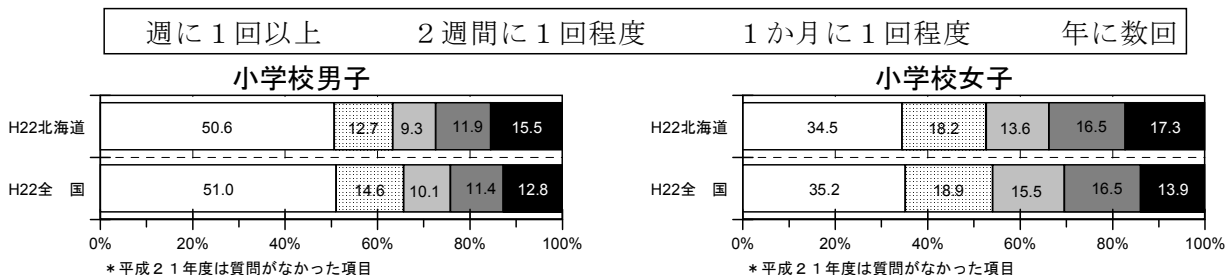 週に１回以上　２週間に１回程度　１か月に１回程度　年に数回
小学校男子
H22北海道 50.6 12.7 9.3 11.9 15.5
H22全　国 51.0 14.6 10.1 11.4 12.8
0% 20% 40% 60% 80% 100%
＊平成２１年度は質問がなかった項目
小学校女子
H22北海道 34.5 18.2 13.6 16.5 17.3
H22全　国 35.2 18.9 15.5 16.5 13.9
0% 20% 40% 60% 80% 100%
＊平成２１年度は質問がなかった項目